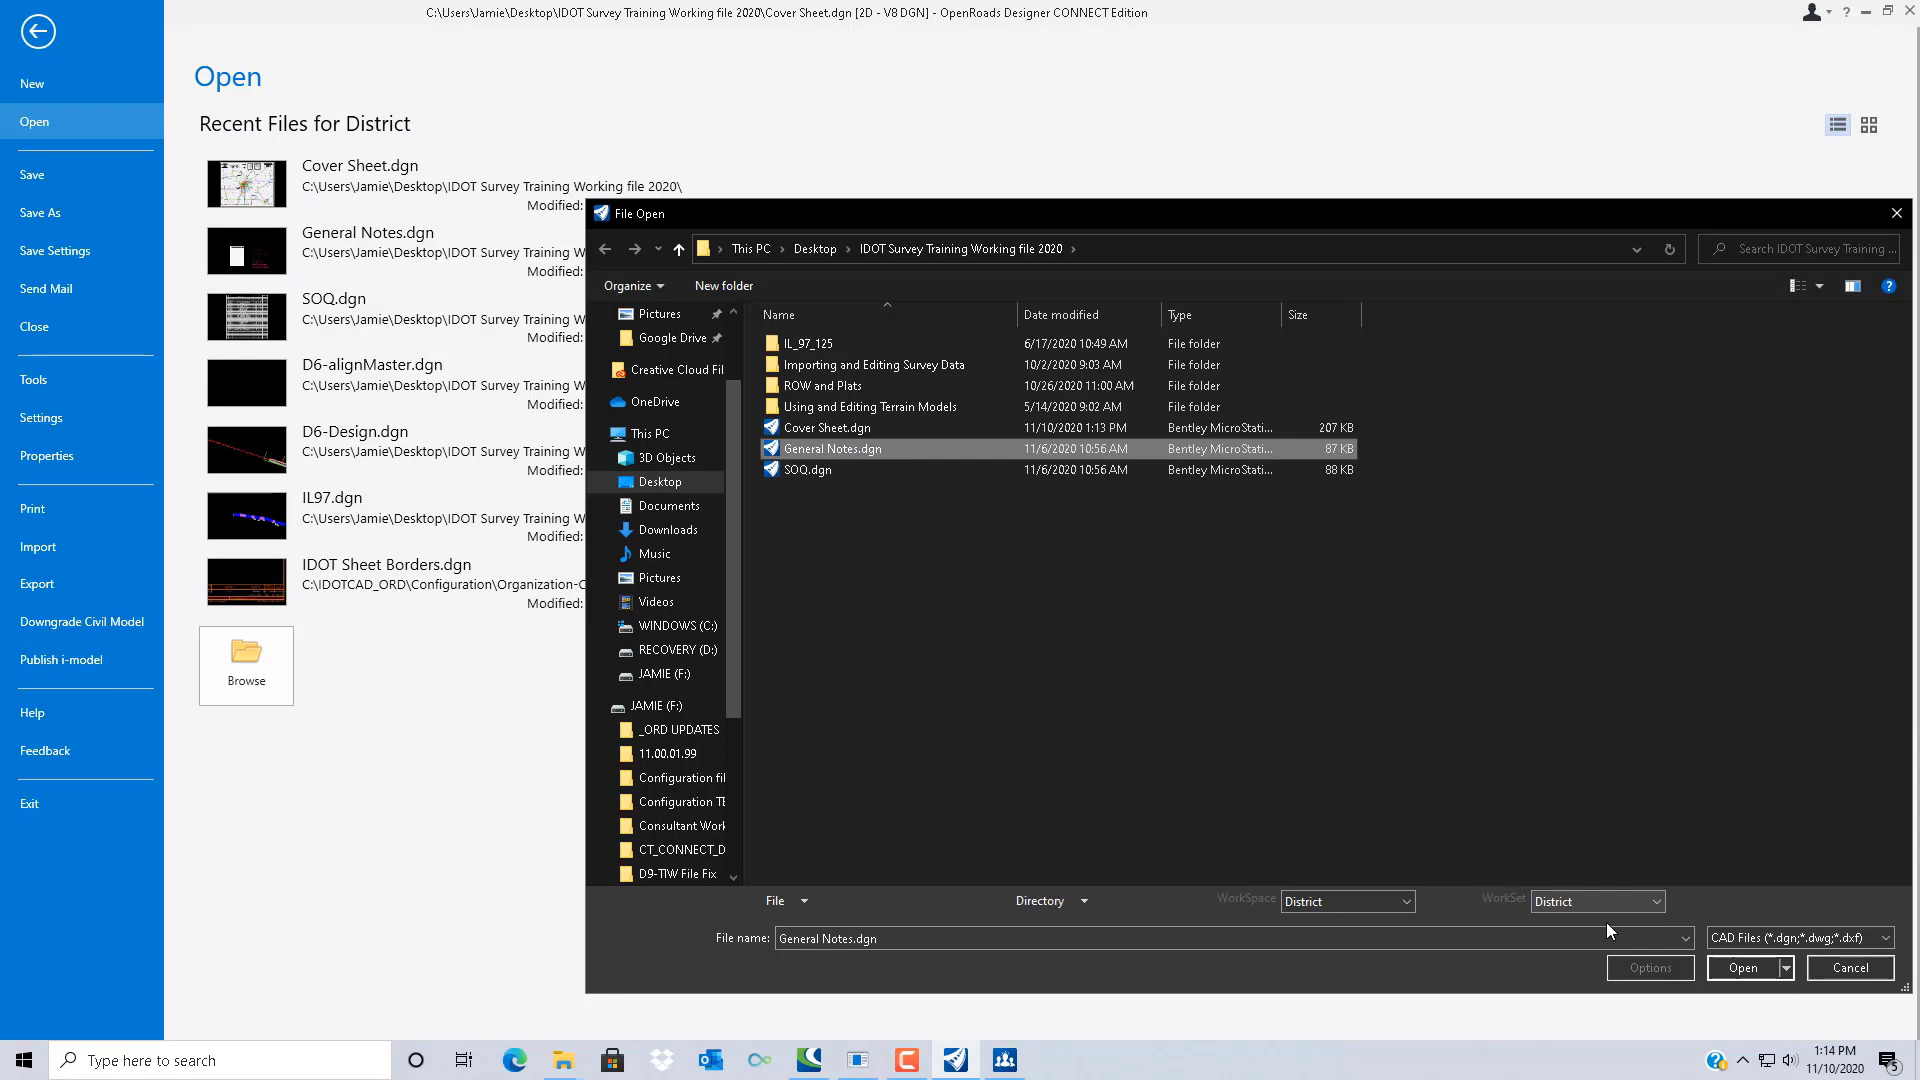 C:\Users\Jamie\Desktop\IDOT Survey Training Working file 2020\Cover Sheet.dgn [2D - V8 DGN] - OpenRoads Designer CONNECT Edition
New
Open
Save
Save As
Save Settings
Send Mail
Close
Tools
Settings
Properties
Print
Import
Export
Downgrade Civil Model
Publish i-model
Help
Feedback
Exit
Open
Recent Files for District
Cover Sheet.dgn
C:\Users\Jamie\Desktop\IDOT Survey Training Working file 2020\
Modified:
General Notes.dgn
C:\Users\Jamie\Desktop\IDOT Survey Training W
Modified:
SOQ.dgn
C:\Users\Jamie\Desktop\IDOT Survey Training W
Modified:
D6-alignMaster.dgn
C:\Users\Jamie\Desktop\IDOT Survey Training W
Modified:
D6-Design.dgn
C:\Users\Jamie\Desktop\IDOT Survey Training W
Modified:
IL97.dgn
C:\Users\Jamie\Desktop\IDOT Survey Training W
Modified:
IDOT Sheet Borders.dgn
C:\IDOTCAD_ORD\Configuration\Organization-C
Modified:
Browse
File Open
This PC > Desktop > IDOT Survey Training Working file 2020 >
Search IDOT Survey Training ...
Organize
New folder
Pictures
Google Drive
Creative Cloud Fil
OneDrive
This PC
3D Objects
Desktop
Documents
Downloads
Music
Pictures
Videos
WINDOWS (C:)
RECOVERY (D:)
JAMIE (F:)
JAMIE (F:)
_ORD UPDATES
11.00.01.99
Configuration fil
Configuration TE
Consultant Work
CT_CONNECT_D
D9-TIW File Fix
Name Date modified Type Size
IL_97_125 6/17/2020 10:49 AM File folder
Importing and Editing Survey Data 10/2/2020 9:03 AM File folder
ROW and Plats 10/26/2020 11:00 AM File folder
Using and Editing Terrain Models 5/14/2020 9:02 AM File folder
Cover Sheet.dgn 11/10/2020 1:13 PM Bentley MicroStati... 207 KB
General Notes.dgn 11/6/2020 10:56 AM Bentley MicroStati... 87 KB
SOQ.dgn 11/6/2020 10:56 AM Bentley MicroStati... 88 KB
File Directory WorkSpace District WorkSet District
File name: General Notes.dgn CAD Files (*.dgn;*.dwg;*.dxf)
Options Open Cancel
Type here to search
1:14 PM
11/10/2020
5